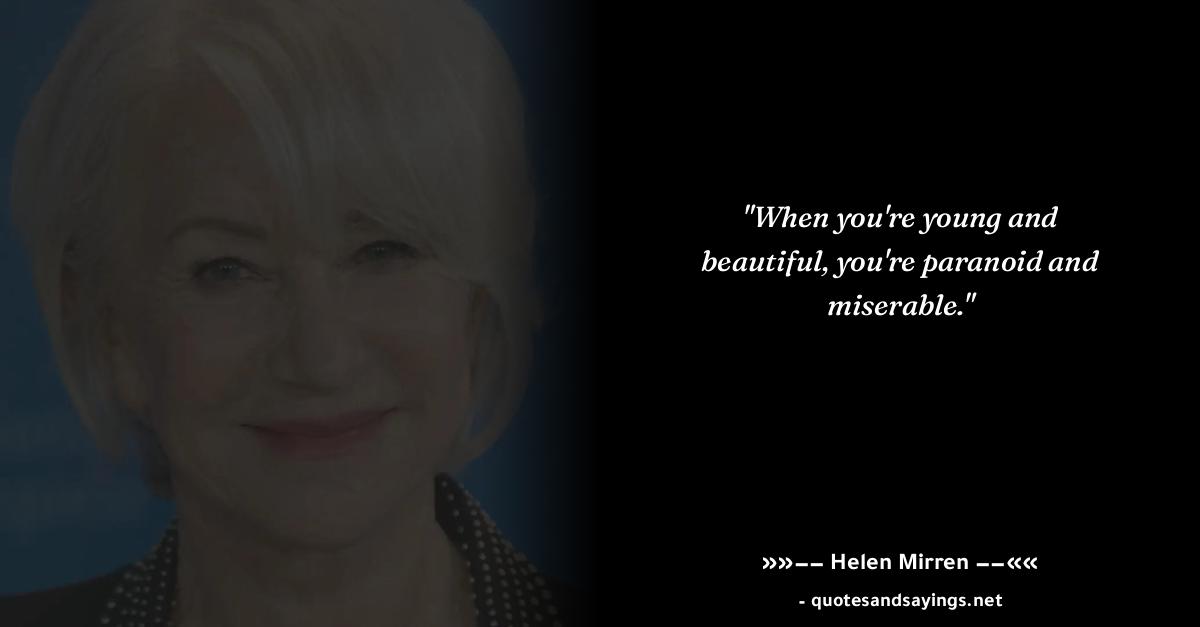 "When you're young and
beautiful, you're paranoid and
miserable."
»»−− Helen Mirren −−««
- quotesandsayings.net